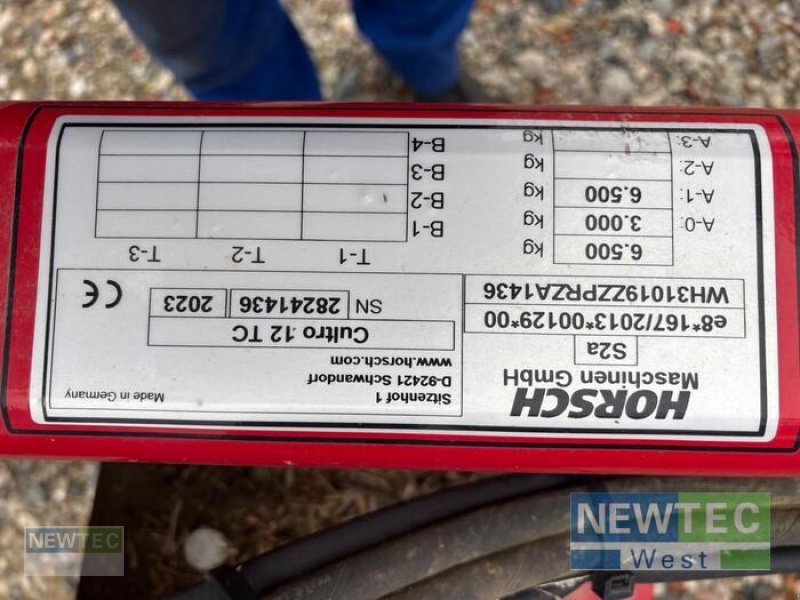 HORSCH
Maschinen GmbH
S2a
e8*167/2013*00129*00
WH31019ZZPRZA1436
Sitzenhof 1
D-92421 Schwandorf
www.horsch.com
Made in Germany
Cultro 12 TC
SN 28241436 2023
CE
6.500 kg
A-0: 3.000 kg
A-1: 6.500 kg
A-2: kg
A-3: kg
T-1 T-2 T-3
B-1
B-2
B-3
B-4
NEWTEC
NEWTEC
West